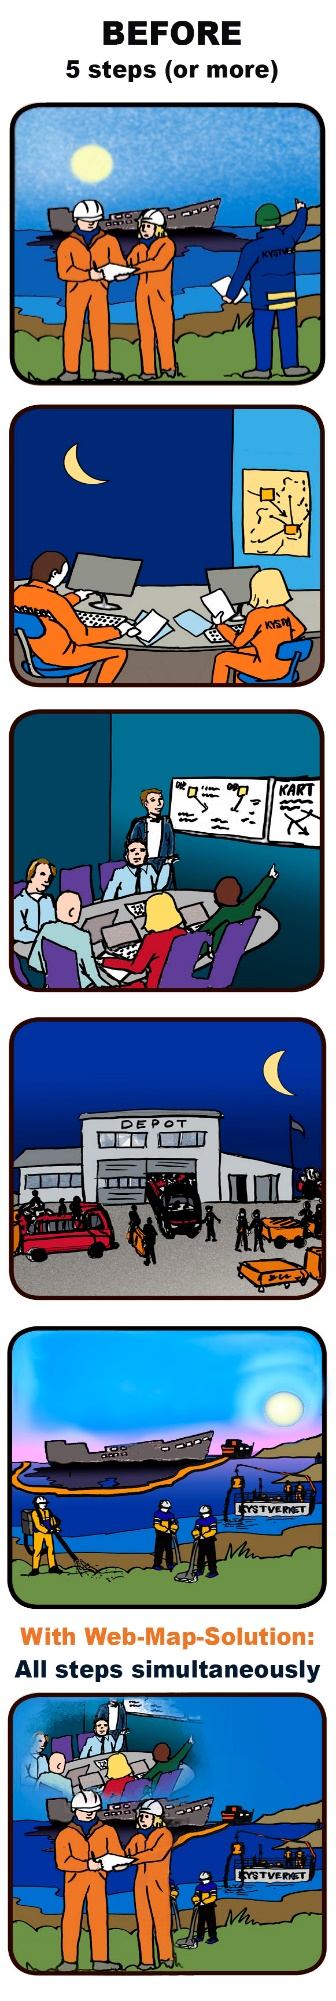 BEFORE
5 steps (or more)
KYSTVE
KART
DEPOT
KYSTVERKET
With Web-Map-Solution:
All steps simultaneously
KYSTVERKET